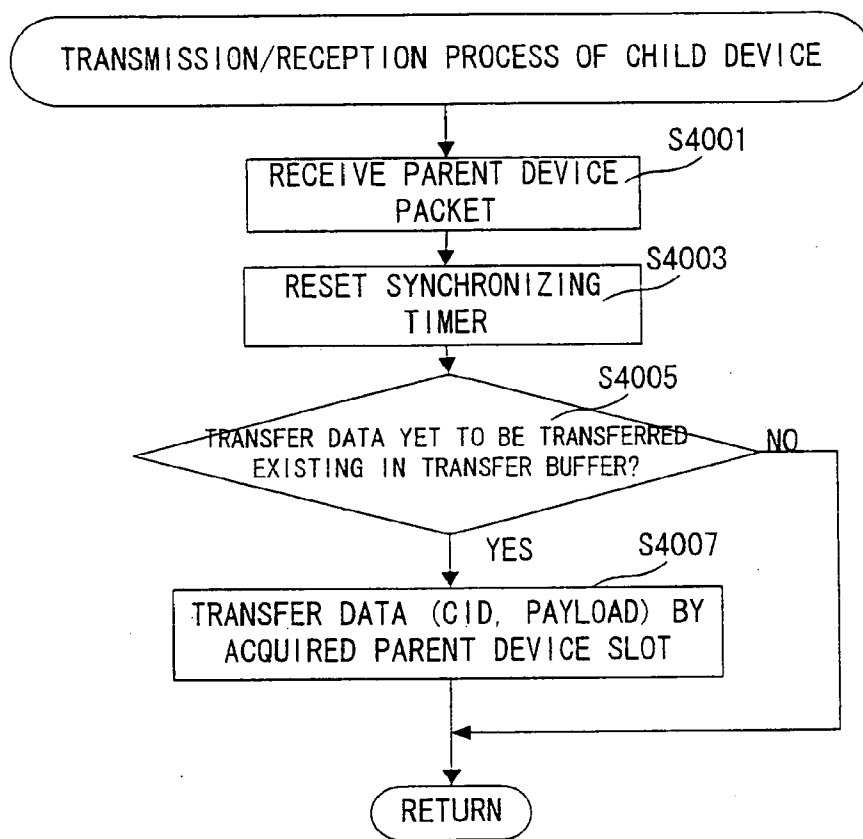 TRANSMISSION/RECEPTION PROCESS OF CHILD DEVICE
S4001
RECEIVE PARENT DEVICE
PACKET
S4003
RESET SYNCHRONIZING
TIMER
S4005
TRANSFER DATA YET TO BE TRANSFERRED
EXISTING IN TRANSFER BUFFER?
NO
YES
S4007
TRANSFER DATA (CID, PAYLOAD) BY
ACQUIRED PARENT DEVICE SLOT
RETURN